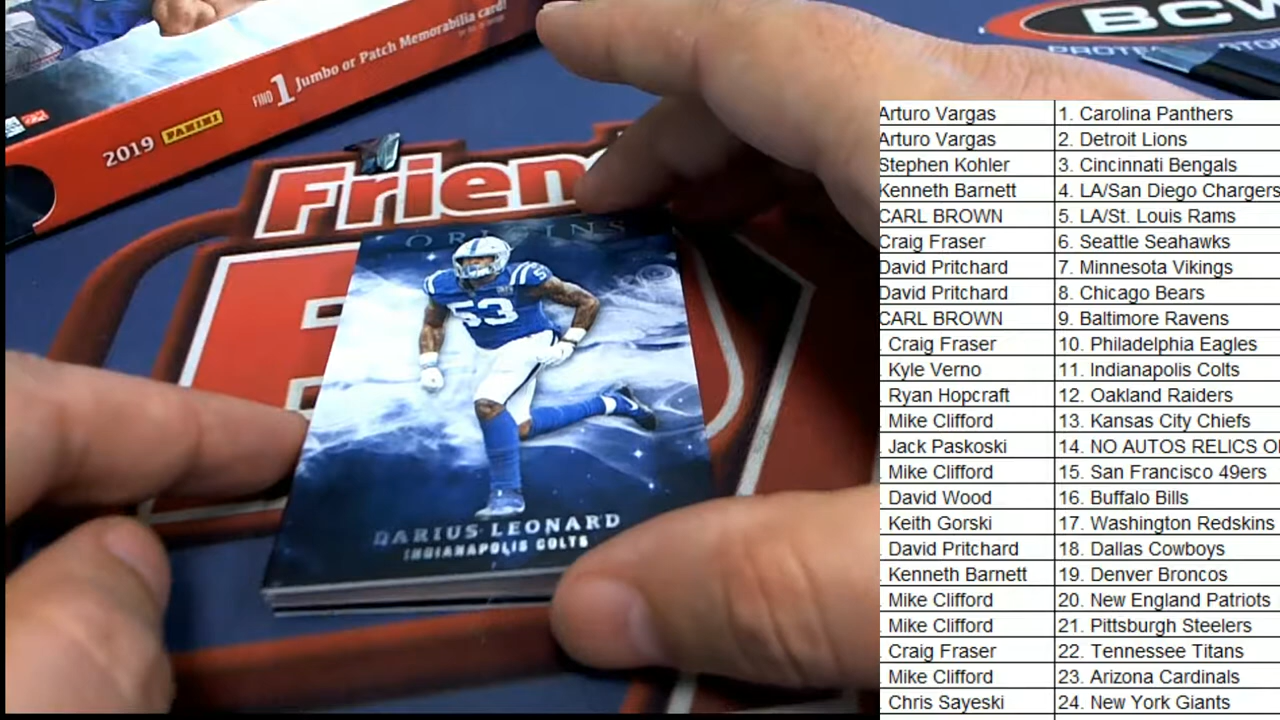 FIND 1 Jumbo or Patch Memorabilia card!
2019 PANINI
BCW
Frien
ORIGINS
53
DARIUS LEONARD
INDIANAPOLIS COLTS
Arturo Vargas 1. Carolina Panthers
Arturo Vargas 2. Detroit Lions
Stephen Kohler 3. Cincinnati Bengals
Kenneth Barnett 4. LA/San Diego Chargers
CARL BROWN 5. LA/St. Louis Rams
Craig Fraser 6. Seattle Seahawks
David Pritchard 7. Minnesota Vikings
David Pritchard 8. Chicago Bears
CARL BROWN 9. Baltimore Ravens
. Craig Fraser 10. Philadelphia Eagles
. Kyle Verno 11. Indianapolis Colts
. Ryan Hopcraft 12. Oakland Raiders
. Mike Clifford 13. Kansas City Chiefs
. Jack Paskoski 14. NO AUTOS RELICS O
. Mike Clifford 15. San Francisco 49ers
. David Wood 16. Buffalo Bills
. Keith Gorski 17. Washington Redskins
. David Pritchard 18. Dallas Cowboys
. Kenneth Barnett 19. Denver Broncos
. Mike Clifford 20. New England Patriots
. Mike Clifford 21. Pittsburgh Steelers
. Craig Fraser 22. Tennessee Titans
. Mike Clifford 23. Arizona Cardinals
. Chris Sayeski 24. New York Giants